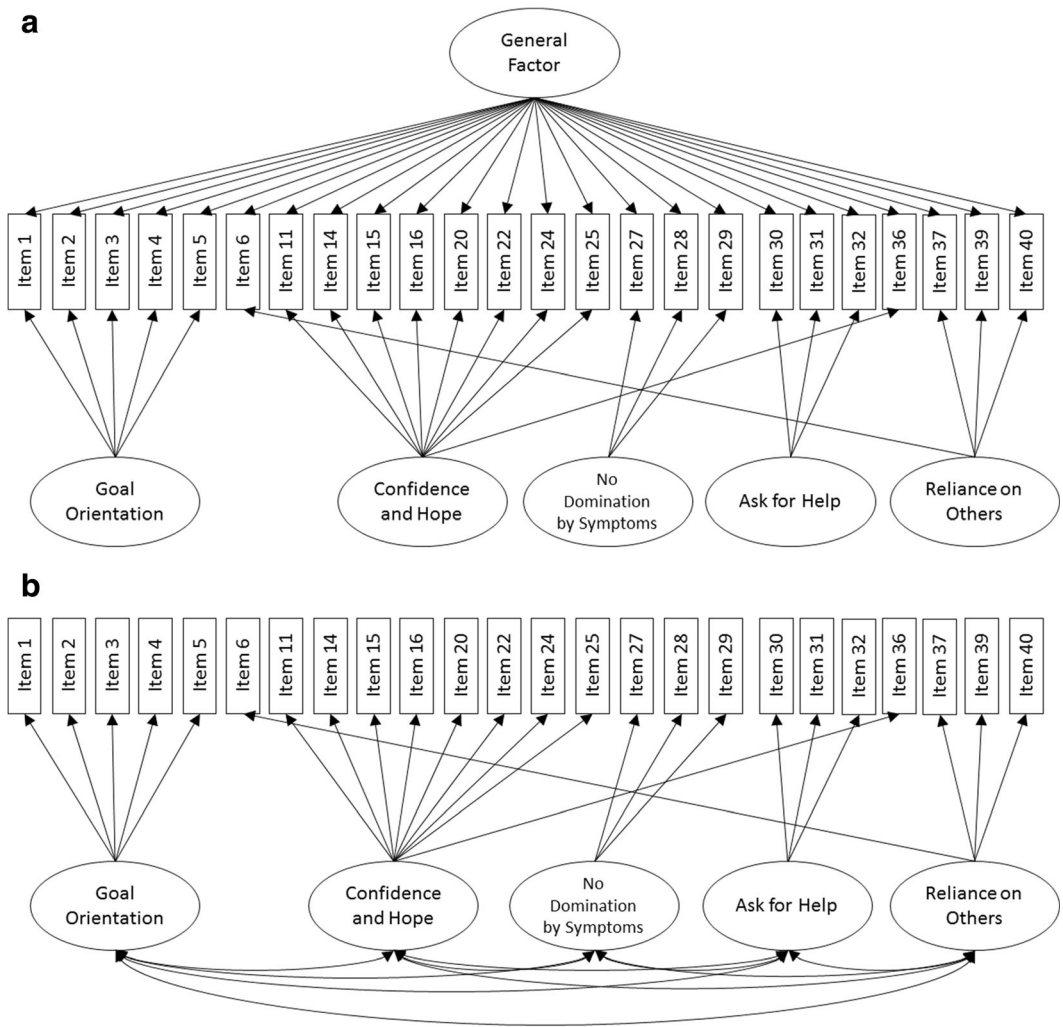 a
General
Factor
Item 1
Item 2
Item 3
Item 4
Item 5
Item 6
Item 11
Item 14
Item 15
Item 16
Item 20
Item 22
Item 24
Item 25
Item 27
Item 28
Item 29
Item 30
Item 31
Item 32
Item 36
Item 37
Item 39
Item 40
Goal
Orientation
Confidence
and Hope
No
Domination
by Symptoms
Ask for Help
Reliance on
Others
b
Item 1
Item 2
Item 3
Item 4
Item 5
Item 6
Item 11
Item 14
Item 15
Item 16
Item 20
Item 22
Item 24
Item 25
Item 27
Item 28
Item 29
Item 30
Item 31
Item 32
Item 36
Item 37
Item 39
Item 40
Goal
Orientation
Confidence
and Hope
No
Domination
by Symptoms
Ask for Help
Reliance on
Others